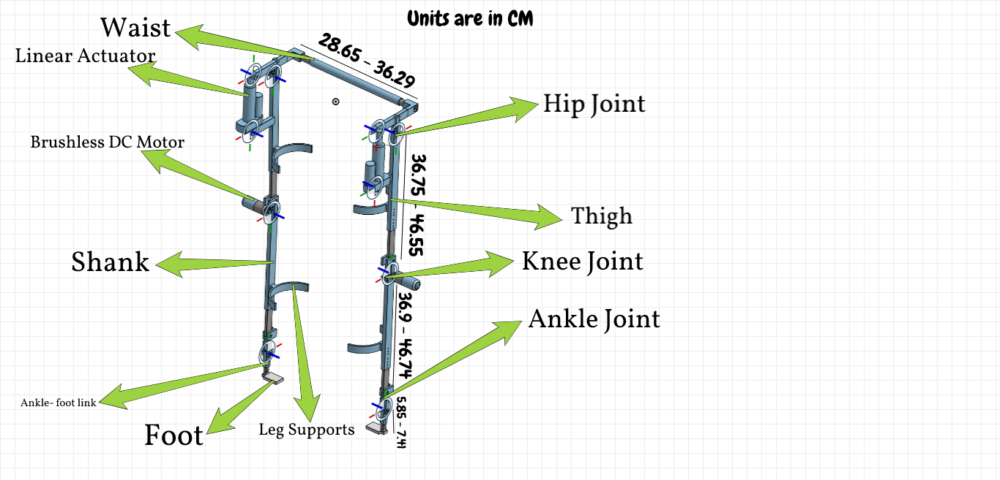 Units are in CM
Waist
28.65 - 36.29
Linear Actuator
Hip Joint
Brushless DC Motor
36.75 - 46.55
Thigh
Shank
Knee Joint
36.9 - 46.74
Ankle Joint
Ankle- foot link
5.85 - 7.41
Foot
Leg Supports